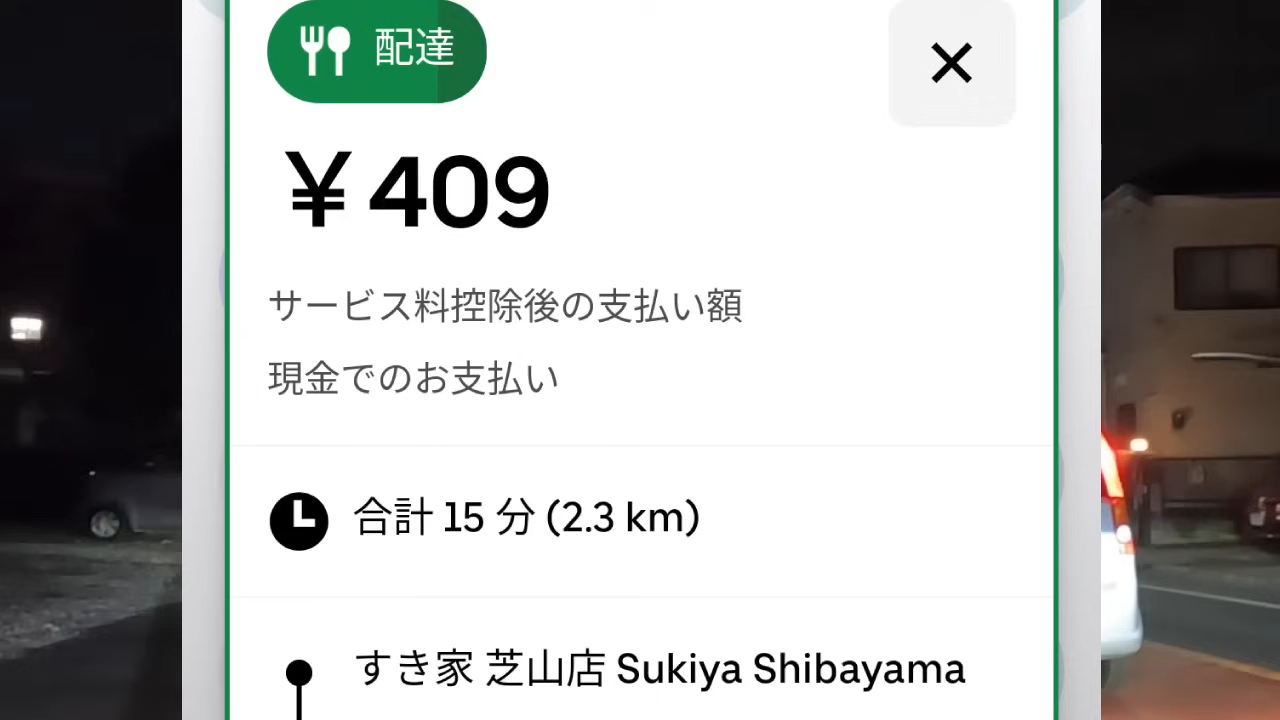 配達
￥409
サービス料控除後の支払い額
現金でのお支払い
合計 15 分 (2.3 km)
すき家 芝山店 Sukiya Shibayama